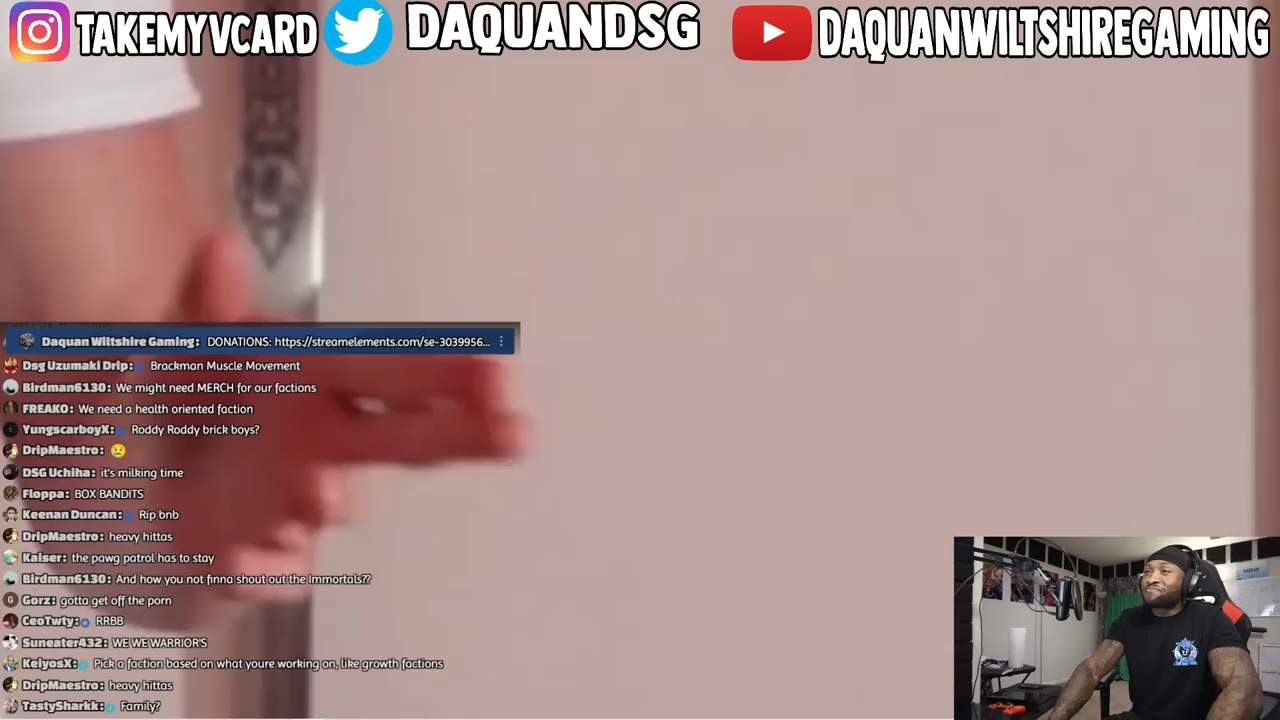 TAKEMYVCARD DAQUANDSG DAQUANWILTSHIREGAMING
Daquan Wiltshire Gaming: DONATIONS: https://streamelements.com/se-3039956...
Dsg Uzumaki Drip: Brackman Muscle Movement
Birdman6130: We might need MERCH for our factions
FREAKO: We need a health oriented faction
YungscarboyX: Roddy Roddy brick boys?
DripMaestro: 😢
DSG Uchiha: it's milking time
Floppa: BOX BANDITS
Keenan Duncan: Rip bnb
DripMaestro: heavy hittas
Kaiser: the pawg patrol has to stay
Birdman6130: And how you not finna shout out the Immortals??
G Gorz: gotta get off the porn
CeoTwty: RRBB
Suneater432: WE WE WARRIOR'S
KeiyosX: Pick a faction based on what youre working on, like growth factions
DripMaestro: heavy hittas
TastySharkk: Family?